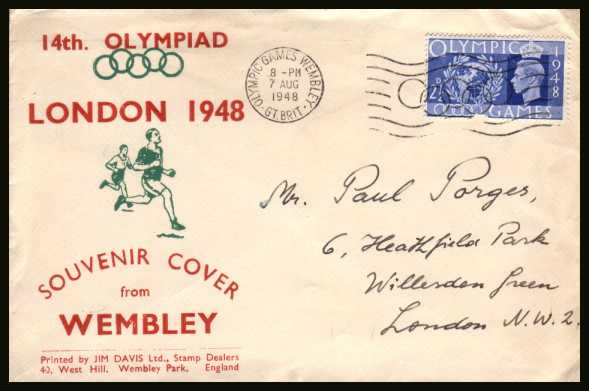 14th. OLYMPIAD
LONDON 1948
SOUVENIR COVER
from
WEMBLEY
Printed by JIM DAVIS Ltd., Stamp Dealers
40, West Hill, Wembley Park, England
OLYMPIC GAMES WEMBLEY
8 - PM
7 AUG
1948
· GT. BRIT ·
OLYMPIC
1948
GAMES
Mr. Paul Porges,
6, Heathfield Park
Willesden Green
London N.W.2.